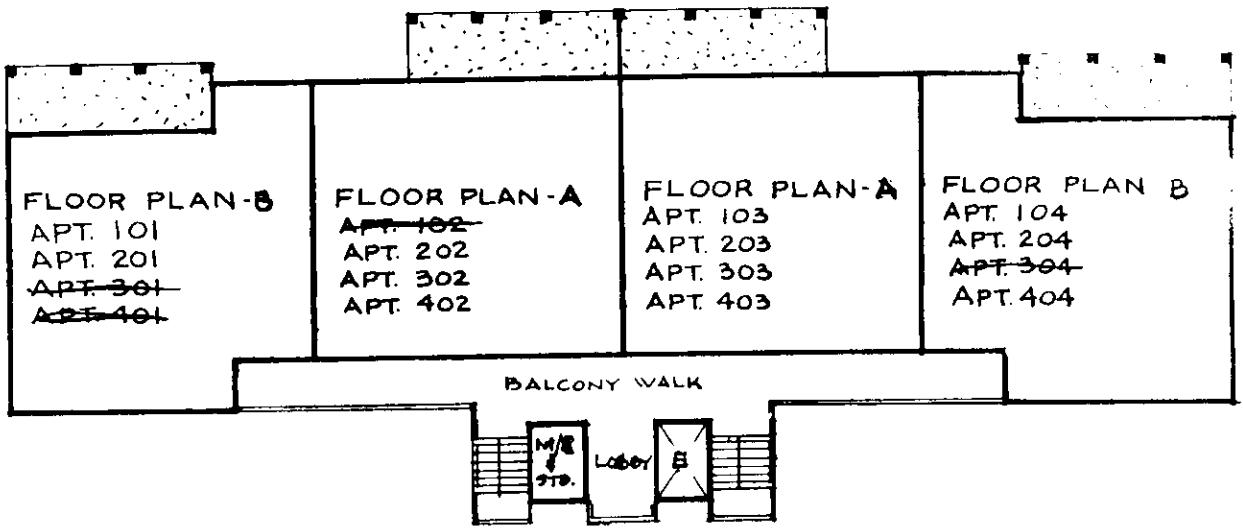 FLOOR PLAN-B
APT. 101
APT. 201
APT. 301
APT. 401
FLOOR PLAN-A
APT. 102
APT. 202
APT. 302
APT. 402
FLOOR PLAN-A
APT. 103
APT. 203
APT. 303
APT. 403
FLOOR PLAN B
APT. 104
APT. 204
APT. 304
APT. 404
BALCONY WALK
M/E
STO.
LOBBY
E